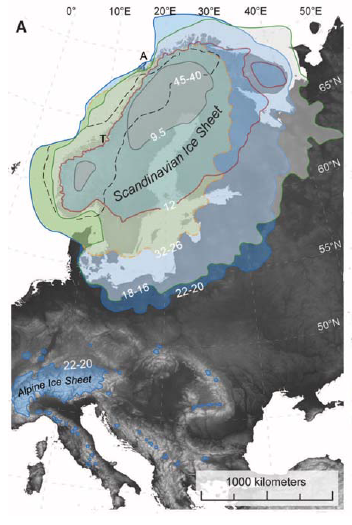 A
0° 10°E 20°E 30°E 40°E 50°E
A
65°N
45-40
T
9.5
60°N
Scandinavian Ice Sheet
12
32-26
55°N
18-16 22-20
50°N
22-20
Alpine Ice Sheet
1000 kilometers